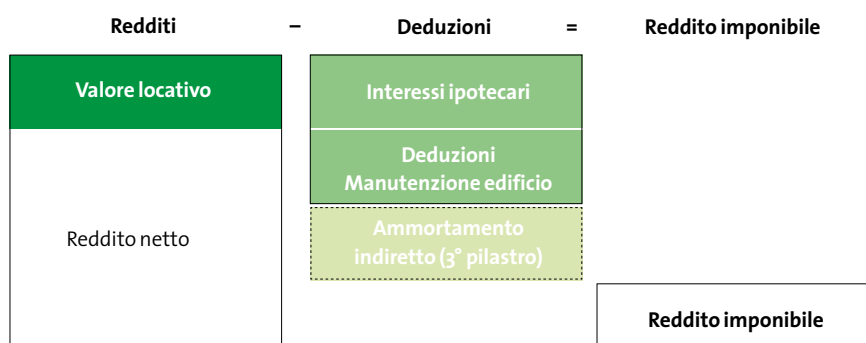 Redditi – Deduzioni = Reddito imponibile
Valore locativo
Interessi ipotecari
Deduzioni
Manutenzione edificio
Reddito netto
Ammortamento
indiretto (3° pilastro)
Reddito imponibile